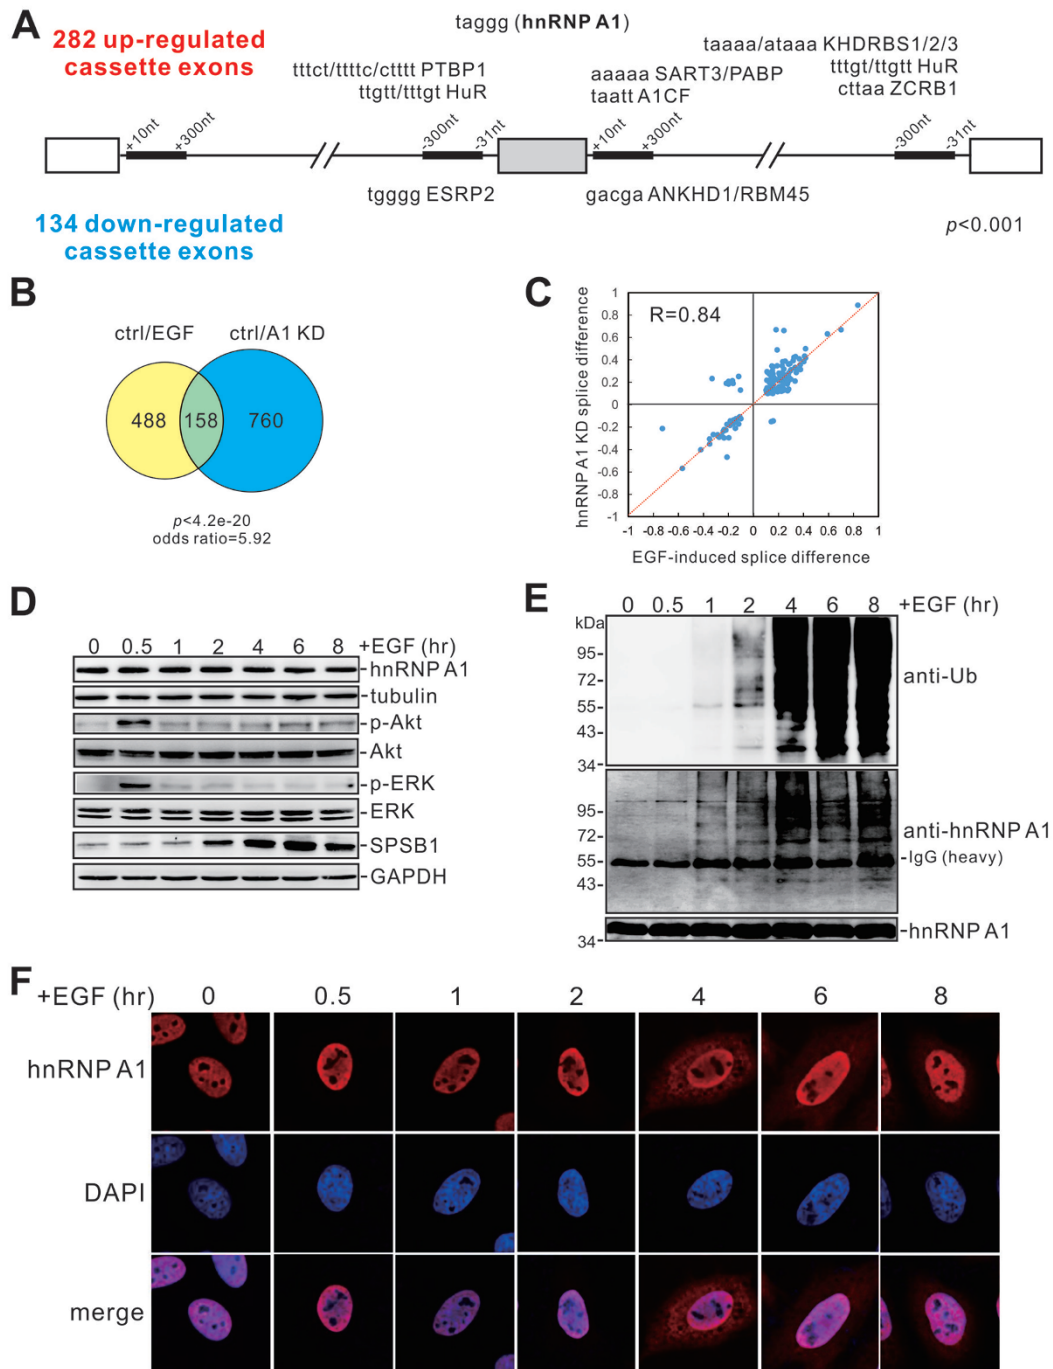 A
282 up-regulated
cassette exons
taggg (hnRNP A1)
tttct/ttttc/ctttt PTBP1
ttgtt/tttgt HuR
aaaaa SART3/PABP
taatt A1CF
taaaa/ataaa KHDRBS1/2/3
tttgt/ttgtt HuR
cttaa ZCRB1
+10nt +300nt -300nt -31nt +10nt +300nt -300nt -31nt
tgggg ESRP2
gacga ANKHD1/RBM45
134 down-regulated
cassette exons
p<0.001
B
ctrl/EGF ctrl/A1 KD
488 158 760
p<4.2e-20
odds ratio=5.92
C
R=0.84
hnRNP A1 KD splice difference
1
0.8
0.6
0.4
0.2
0
-0.2
-0.4
-0.6
-0.8
-1
-1 -0.8 -0.6 -0.4 -0.2 0 0.2 0.4 0.6 0.8 1
EGF-induced splice difference
D
0 0.5 1 2 4 6 8 +EGF (hr)
-hnRNP A1
-tubulin
-p-Akt
-Akt
-p-ERK
-ERK
-SPSB1
-GAPDH
E
0 0.5 1 2 4 6 8 +EGF (hr)
kDa
95-
72-
55-
43-
34-
anti-Ub
95-
72-
55-
43-
anti-hnRNP A1
-IgG (heavy)
34-
-hnRNP A1
F
+EGF (hr) 0 0.5 1 2 4 6 8
hnRNP A1
DAPI
merge